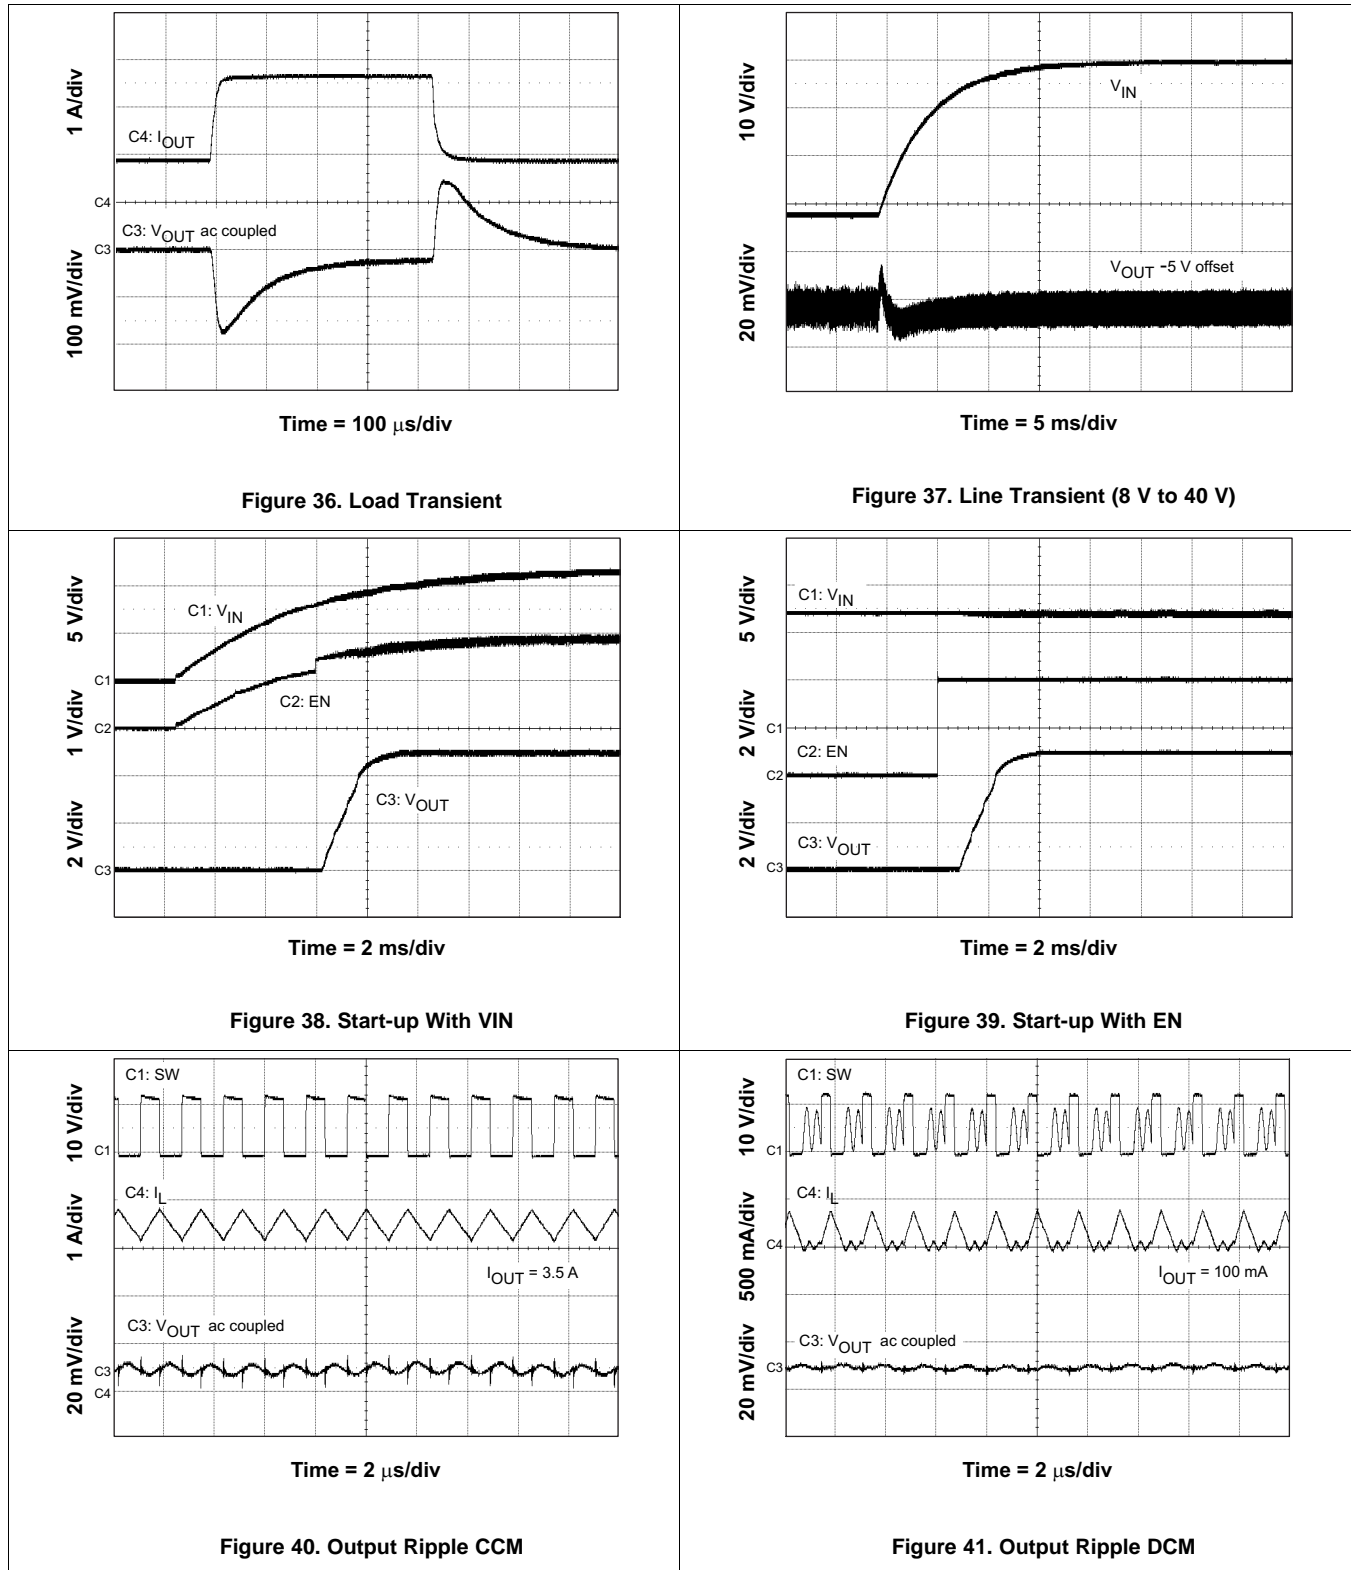 1 A/div
C4: IOUT
C4
C3: VOUT ac coupled
C3
100 mV/div
Time = 100 μs/div
Figure 36. Load Transient
10 V/div
VIN
VOUT -5 V offset
20 mV/div
Time = 5 ms/div
Figure 37. Line Transient (8 V to 40 V)
5 V/div
C1: VIN
C1
1 V/div
C2: EN
C2
C3: VOUT
2 V/div
C3
Time = 2 ms/div
Figure 38. Start-up With VIN
5 V/div
C1: VIN
2 V/div
C1
C2: EN
C2
2 V/div
C3: VOUT
C3
Time = 2 ms/div
Figure 39. Start-up With EN
C1: SW
10 V/div
C1
C4: IL
1 A/div
IOUT = 3.5 A
C3: VOUT ac coupled
20 mV/div
C3
C4
Time = 2 μs/div
Figure 40. Output Ripple CCM
C1: SW
10 V/div
C1
C4: IL
500 mA/div
C4
IOUT = 100 mA
C3: VOUT ac coupled
20 mV/div
C3
Time = 2 μs/div
Figure 41. Output Ripple DCM